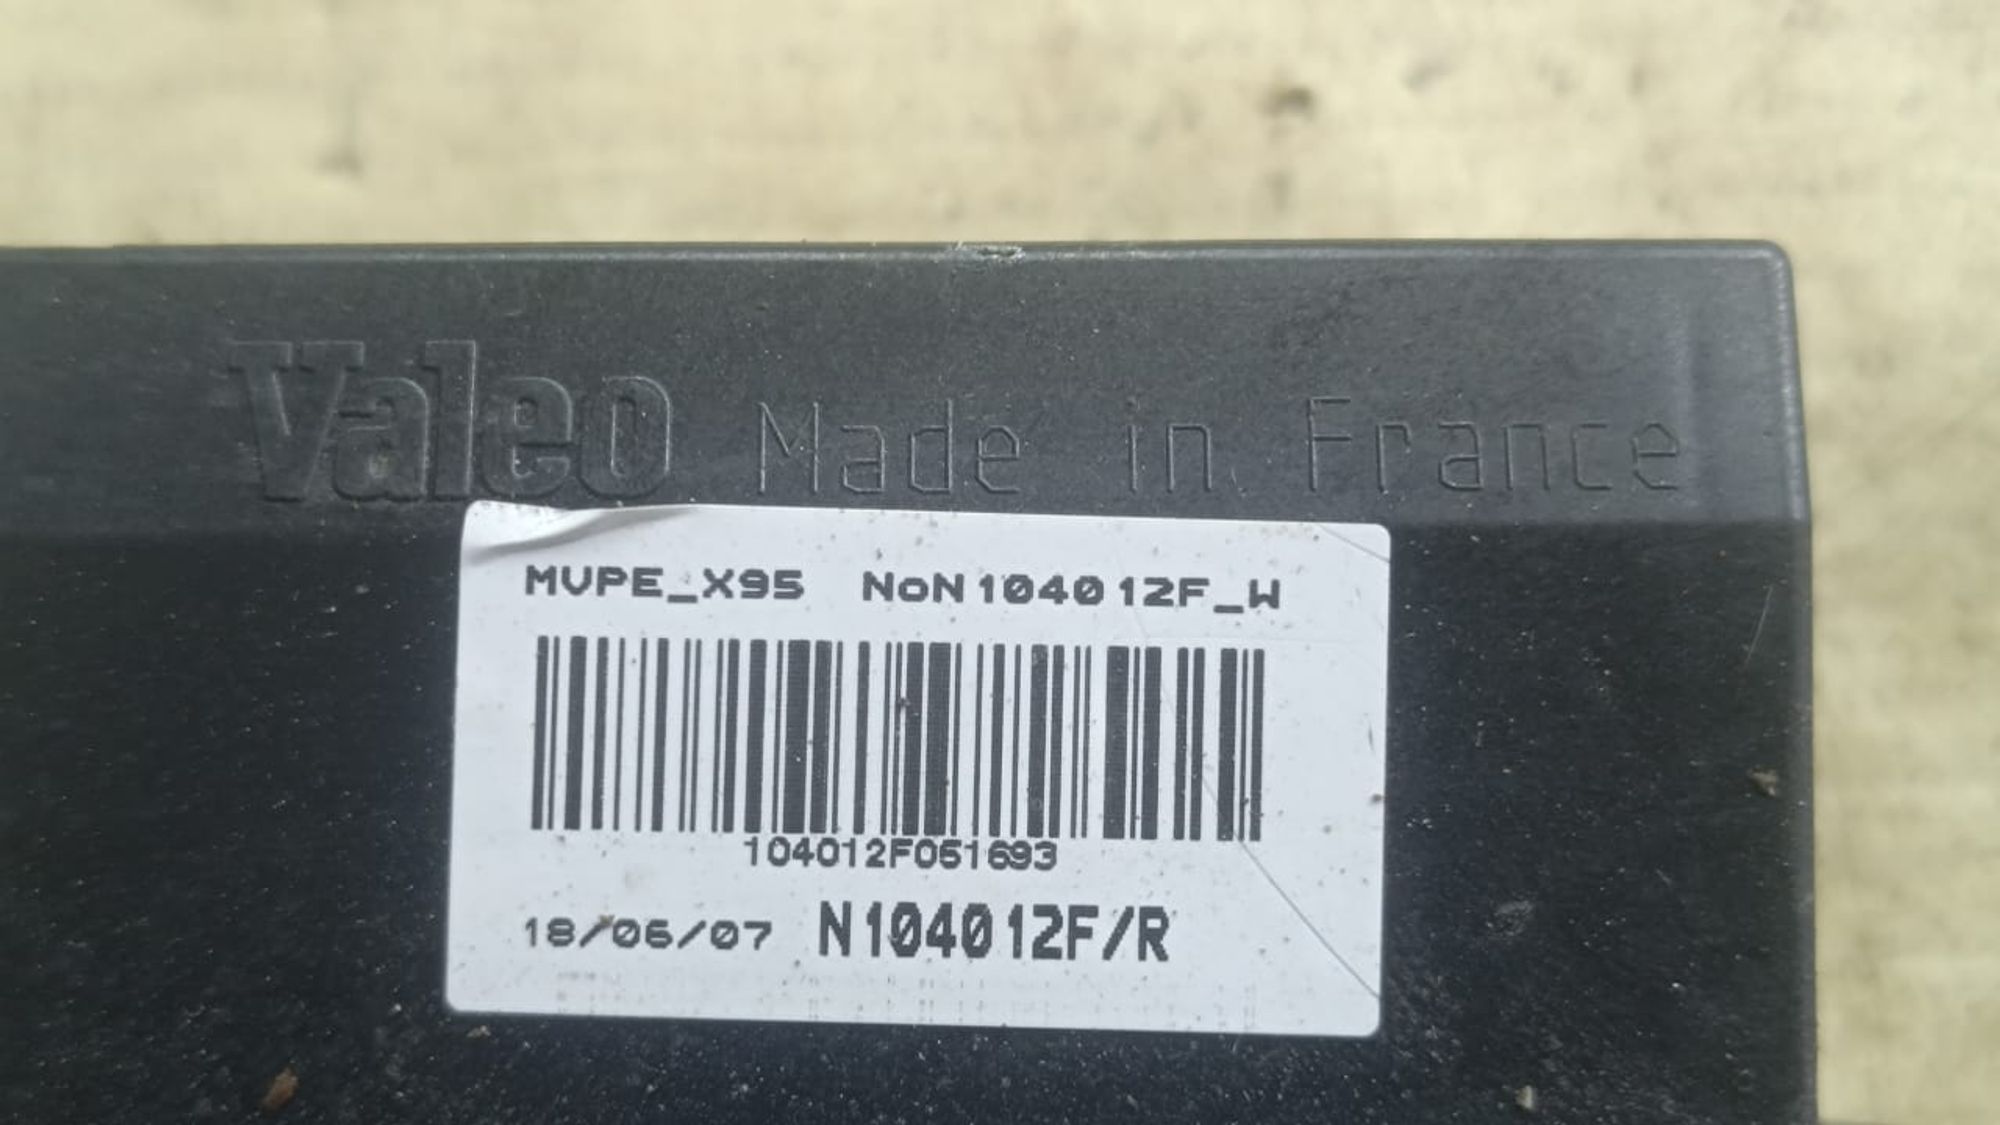 Valeo Made in France
MVPE_X95 NoN104012F_W
104012F051693
18/06/07 N104012F/R